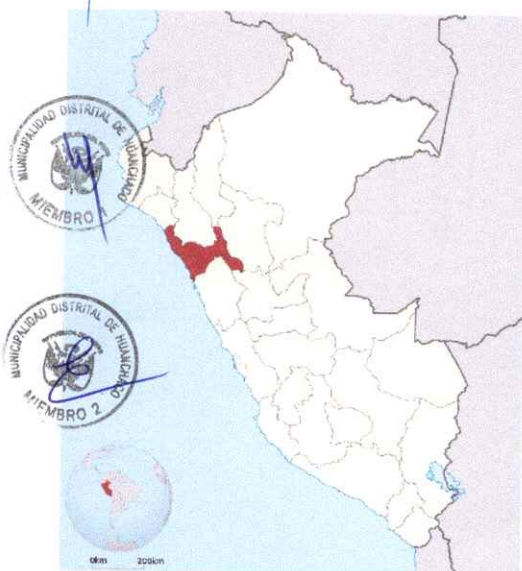 MUNICIPALIDAD DISTRITAL DE HUANCHACO
MIEMBRO 1
MUNICIPALIDAD DISTRITAL DE HUANCHACO
MIEMBRO 2
0km 200km